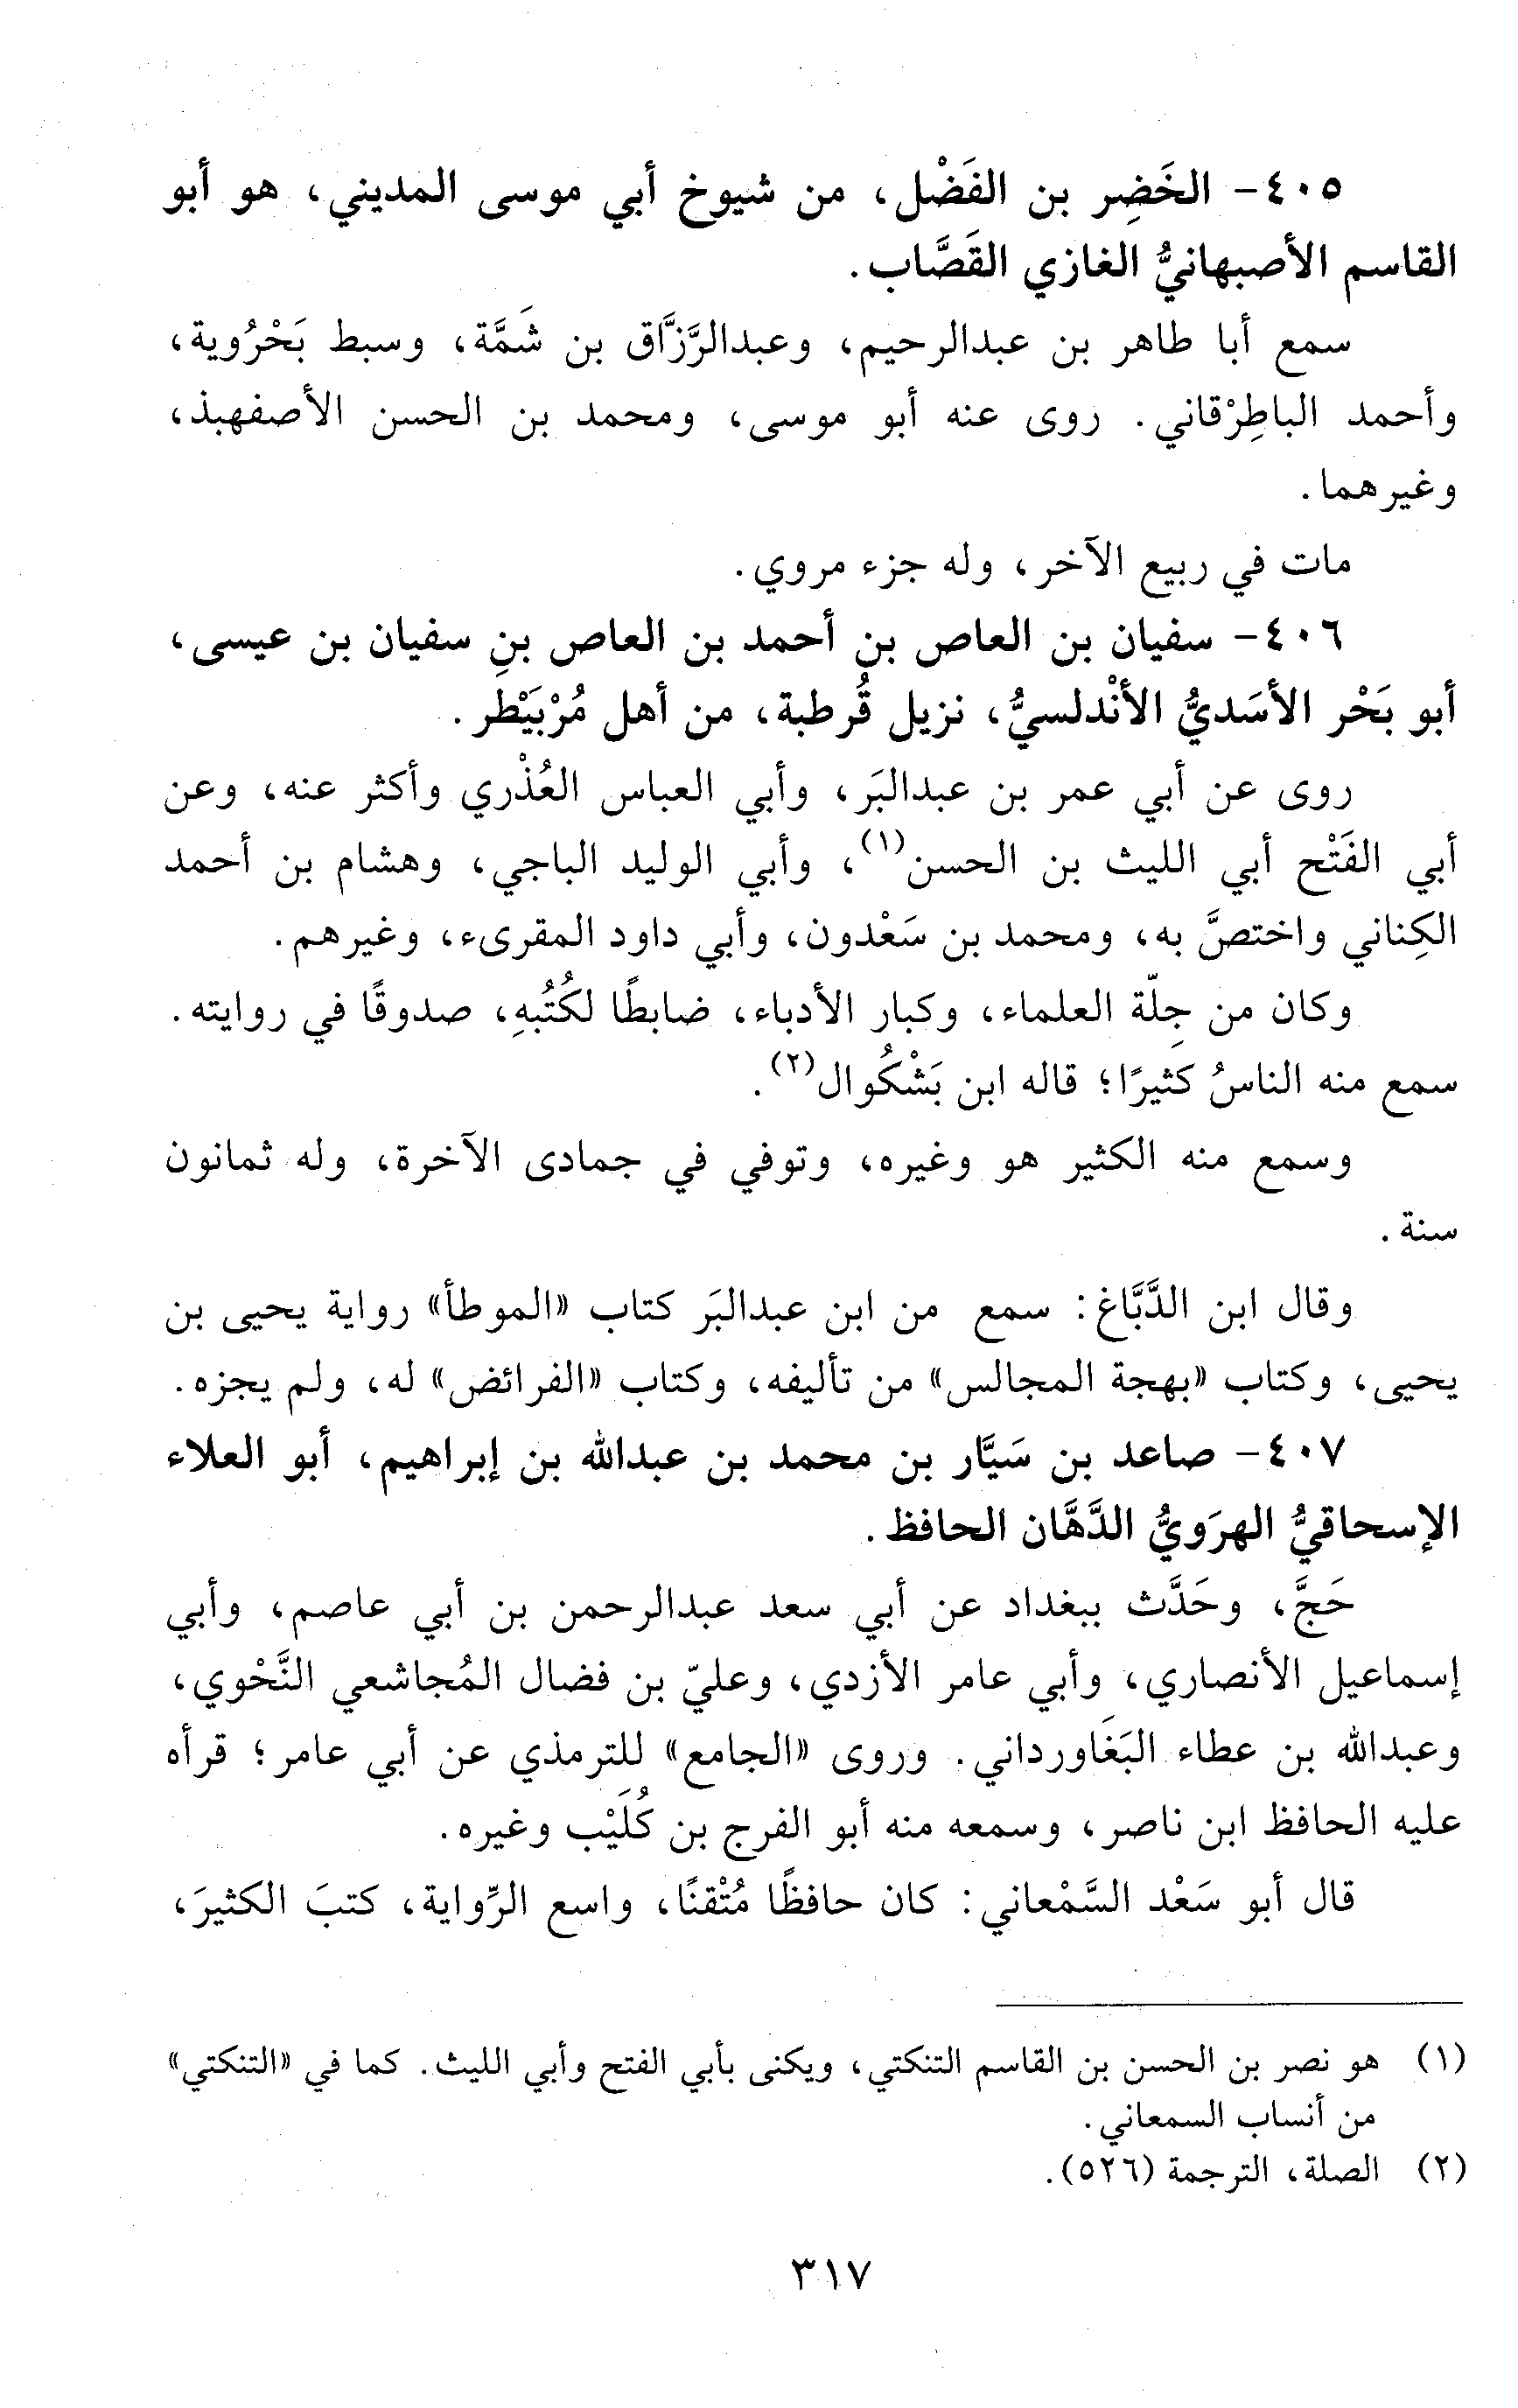 ٤٠٥- الخَضِر بن الفَضْل، من شيوخ أبي موسى المديني، هو أبو
القاسم الأصبهانيُّ الغازي القَصَّاب.
سمع أبا طاهر بن عبدالرحيم، وعبدالرَّزَّاق بن شَمَّة، وسبط بَحْرُوية،
وأحمد الباطِرْقاني. روى عنه أبو موسى، ومحمد بن الحسن الأصفهبذ،
وغيرهما.
مات في ربيع الآخر، وله جزء مروي.
٤٠٦- سفيان بن العاص بن أحمد بن العاص بنِ سفيان بن عيسى،
أبو بَحْر الأسَديُّ الأنْدلسيُّ، نزيل قُرطبة، من أهل مُرْبَيْطر.
روى عن أبي عمر بن عبدالبَر، وأبي العباس العُذْري وأكثر عنه، وعن
أبي الفَتْح أبي الليث بن الحسن(١)، وأبي الوليد الباجي، وهشام بن أحمد
الكِناني واختصَّ به، ومحمد بن سَعْدون، وأبي داود المقرىء، وغيرهم.
وكان من جِلّة العلماء، وكبار الأدباء، ضابطًا لكُتُبهِ، صدوقًا في روايته.
سمع منه الناسُ كثيرًا؛ قاله ابن بَشْكُوال(٢).
وسمع منه الكثير هو وغيره، وتوفي في جمادى الآخرة، وله ثمانون
سنة.
وقال ابن الدَّبَّاغ: سمع من ابن عبدالبَر كتاب «الموطأ» رواية يحيى بن
يحيى، وكتاب «بهجة المجالس» من تأليفه، وكتاب «الفرائض» له، ولم يجزه.
٤٠٧- صاعد بن سَيَّار بن محمد بن عبدالله بن إبراهيم، أبو العلاء
الإسحاقيُّ الهرَويُّ الدَّهَّان الحافظ.
حَجَّ، وحَدَّث ببغداد عن أبي سعد عبدالرحمن بن أبي عاصم، وأبي
إسماعيل الأنصاري، وأبي عامر الأزدي، وعليّ بن فضال المُجاشعي النَّحْوي،
وعبدالله بن عطاء البَغَاورداني. وروى «الجامع» للترمذي عن أبي عامر؛ قرأه
عليه الحافظ ابن ناصر، وسمعه منه أبو الفرج بن كُلَيْب وغيره.
قال أبو سَعْد السَّمْعاني: كان حافظًا مُتْقنًا، واسع الرِّواية، كتبَ الكثيرَ،
(١) هو نصر بن الحسن بن القاسم التنكتي، ويكنى بأبي الفتح وأبي الليث. كما في «التنكتي»
من أنساب السمعاني.
(٢) الصلة، الترجمة (٥٢٦).
٣١٧